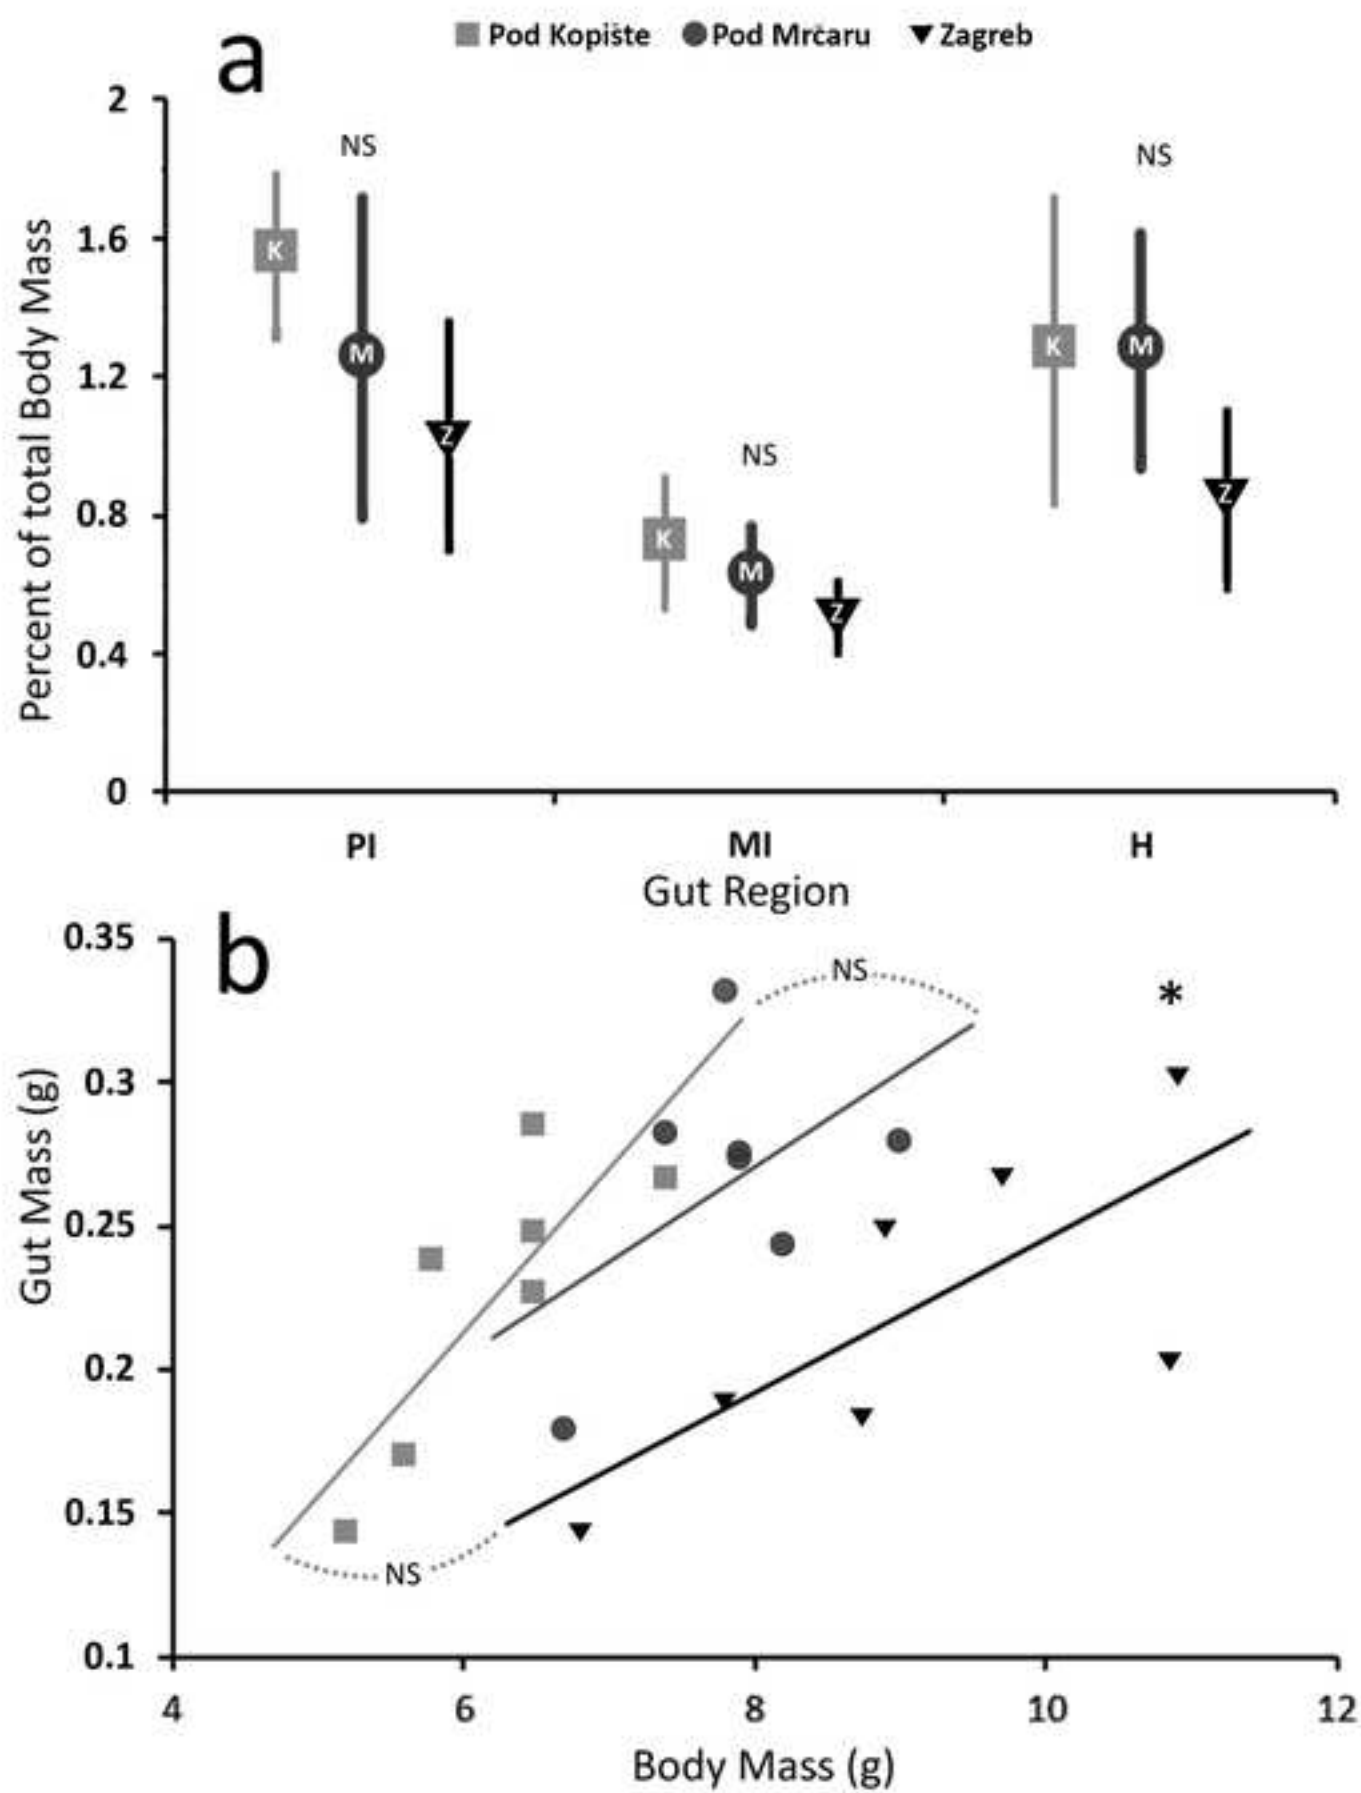 a
Pod Kopište Pod Mrčaru Zagreb
2
NS
NS
1.6
K
M
K
M
1.2
Z
NS
Z
0.8
K
M
Z
0.4
0
Percent of total Body Mass
PI MI H
Gut Region
b
0.35
NS
*
0.3
0.25
0.2
0.15
NS
0.1
Gut Mass (g)
4 6 8 10 12
Body Mass (g)